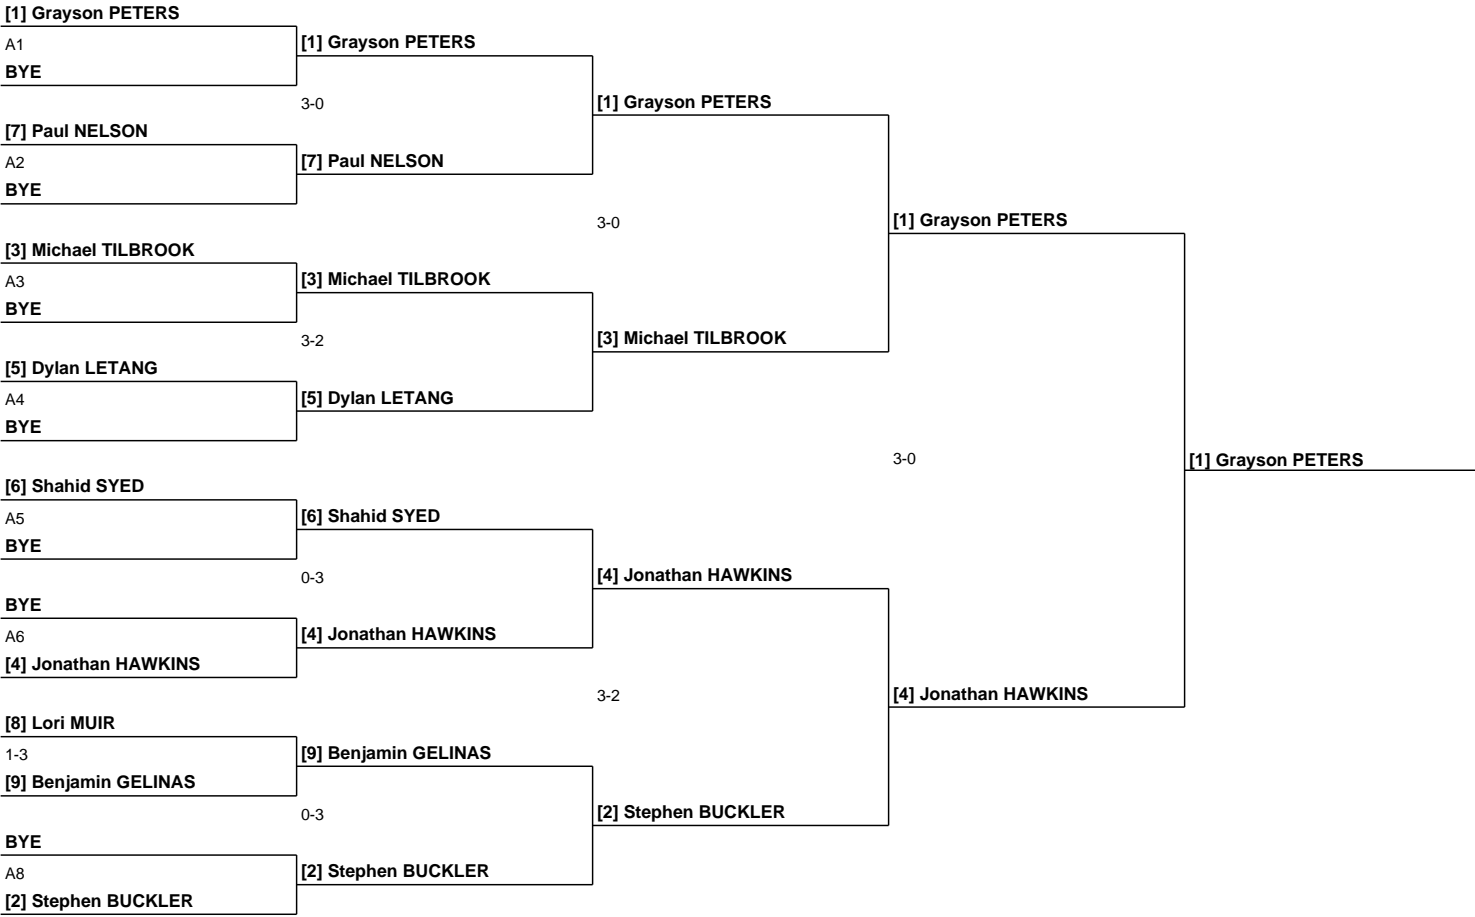 [1] Grayson PETERS
A1
BYE
[1] Grayson PETERS
3-0
[7] Paul NELSON
A2
BYE
[7] Paul NELSON
[1] Grayson PETERS
3-0
[3] Michael TILBROOK
A3
BYE
[3] Michael TILBROOK
3-2
[5] Dylan LETANG
A4
BYE
[5] Dylan LETANG
[3] Michael TILBROOK
[1] Grayson PETERS
3-0
[1] Grayson PETERS
[6] Shahid SYED
A5
BYE
[6] Shahid SYED
0-3
BYE
A6
[4] Jonathan HAWKINS
[4] Jonathan HAWKINS
[4] Jonathan HAWKINS
3-2
[8] Lori MUIR
1-3
[9] Benjamin GELINAS
[9] Benjamin GELINAS
0-3
BYE
A8
[2] Stephen BUCKLER
[2] Stephen BUCKLER
[2] Stephen BUCKLER
[4] Jonathan HAWKINS